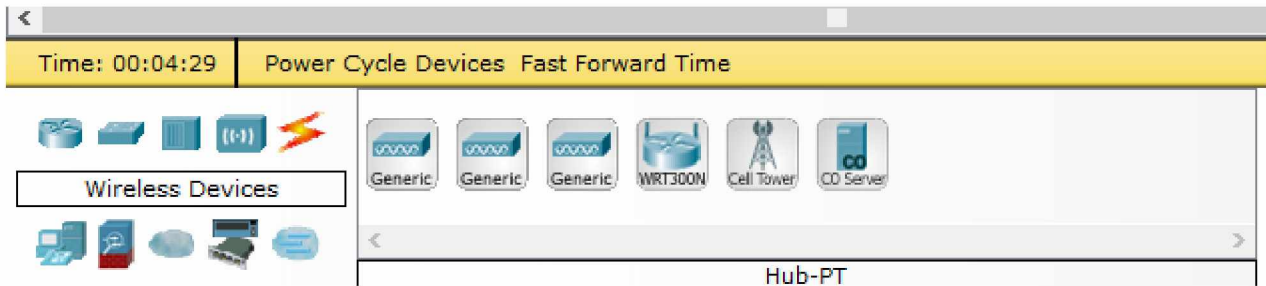 Time: 00:04:29 Power Cycle Devices Fast Forward Time
Wireless Devices
Generic Generic Generic WRT300N Cell Tower CO Server
CO
Hub-PT